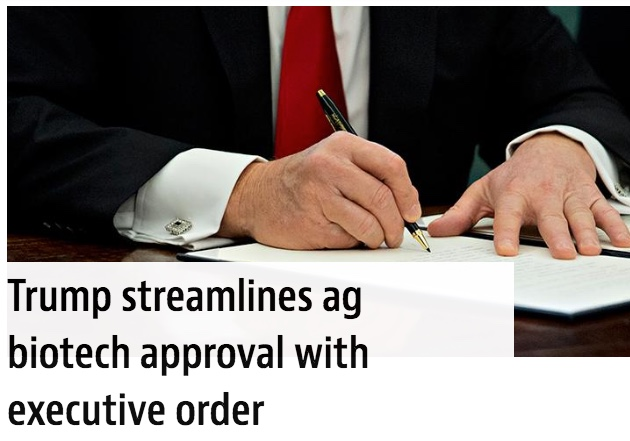 Trump streamlines ag
biotech approval with
executive order